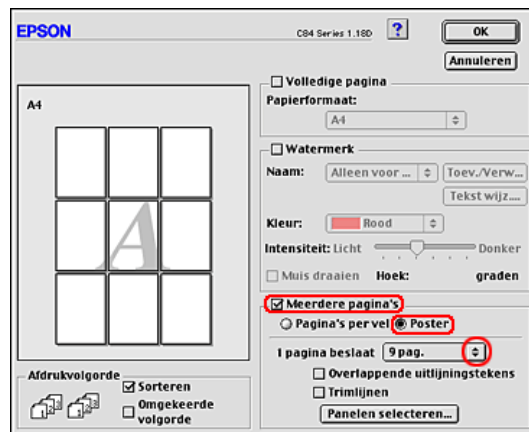 EPSON
C84 Series 1.18D
?
OK
Annuleren
A4
A
Volledige pagina
Papierformaat:
A4
Watermerk
Naam: Alleen voor ... Toev./Verw...
Tekst wijz....
Kleur: Rood
Intensiteit: Licht Donker
Muis draaien Hoek: graden
Meerdere pagina's
Pagina's per vel Poster
1 pagina beslaat 9 pag.
Overlappende uitlijningstekens
Trimlijnen
Panelen selecteren...
Afdrukvolgorde
Sorteren
Omgekeerde
volgorde